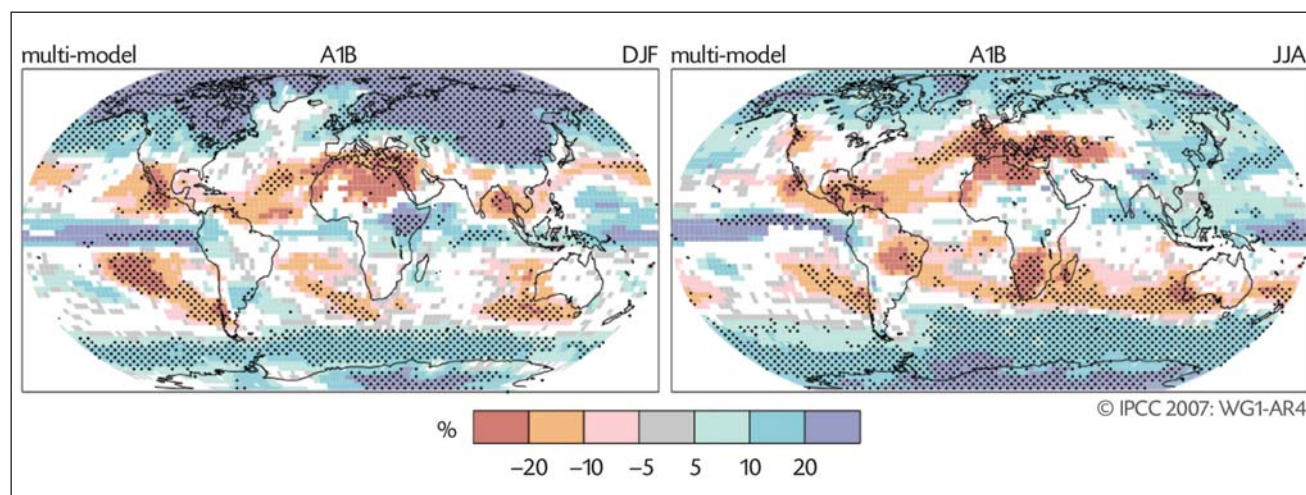 multi-model A1B DJF
multi-model A1B JJA
© IPCC 2007: WG1-AR4
%
–20 –10 –5 5 10 20